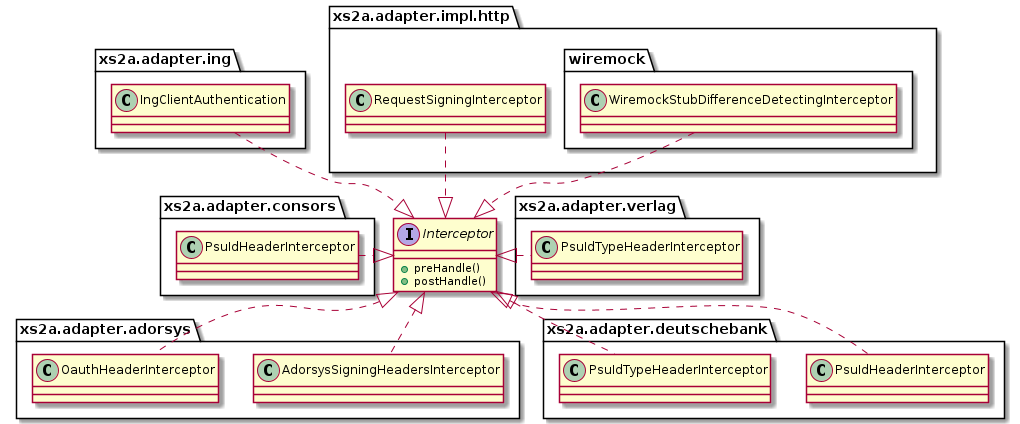 xs2a.adapter.impl.http
xs2a.adapter.ing
wiremock
C IngClientAuthentication
C RequestSigningInterceptor
C WiremockStubDifferenceDetectingInterceptor
xs2a.adapter.consors
xs2a.adapter.verlag
C PsuIdHeaderInterceptor
I Interceptor
preHandle()
postHandle()
C PsuIdTypeHeaderInterceptor
xs2a.adapter.adorsys
xs2a.adapter.deutschebank
C OauthHeaderInterceptor
C AdorsysSigningHeadersInterceptor
C PsuIdTypeHeaderInterceptor
C PsuIdHeaderInterceptor